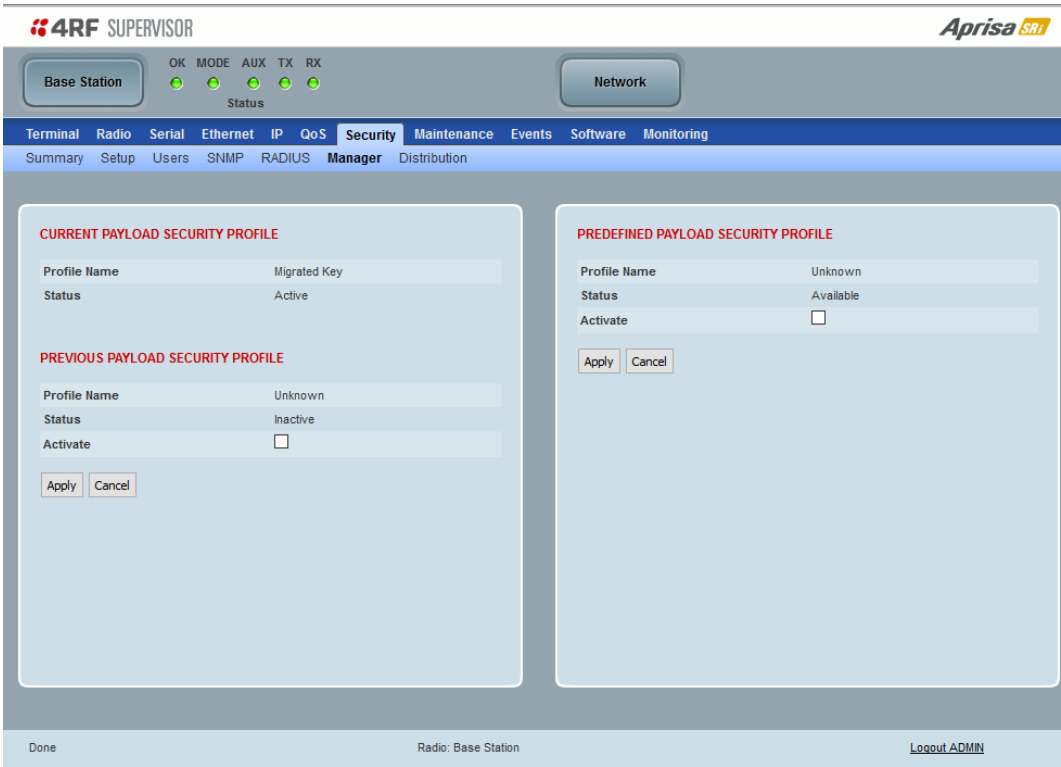 4RF SUPERVISOR
Aprisa SRi
Base Station
OK MODE AUX TX RX
Status
Network
Terminal Radio Serial Ethernet IP QoS Security Maintenance Events Software Monitoring
Summary Setup Users SNMP RADIUS Manager Distribution
CURRENT PAYLOAD SECURITY PROFILE
Profile Name Migrated Key
Status Active
PREVIOUS PAYLOAD SECURITY PROFILE
Profile Name Unknown
Status Inactive
Activate
Apply Cancel
PREDEFINED PAYLOAD SECURITY PROFILE
Profile Name Unknown
Status Available
Activate
Apply Cancel
Done
Radio: Base Station
Logout ADMIN